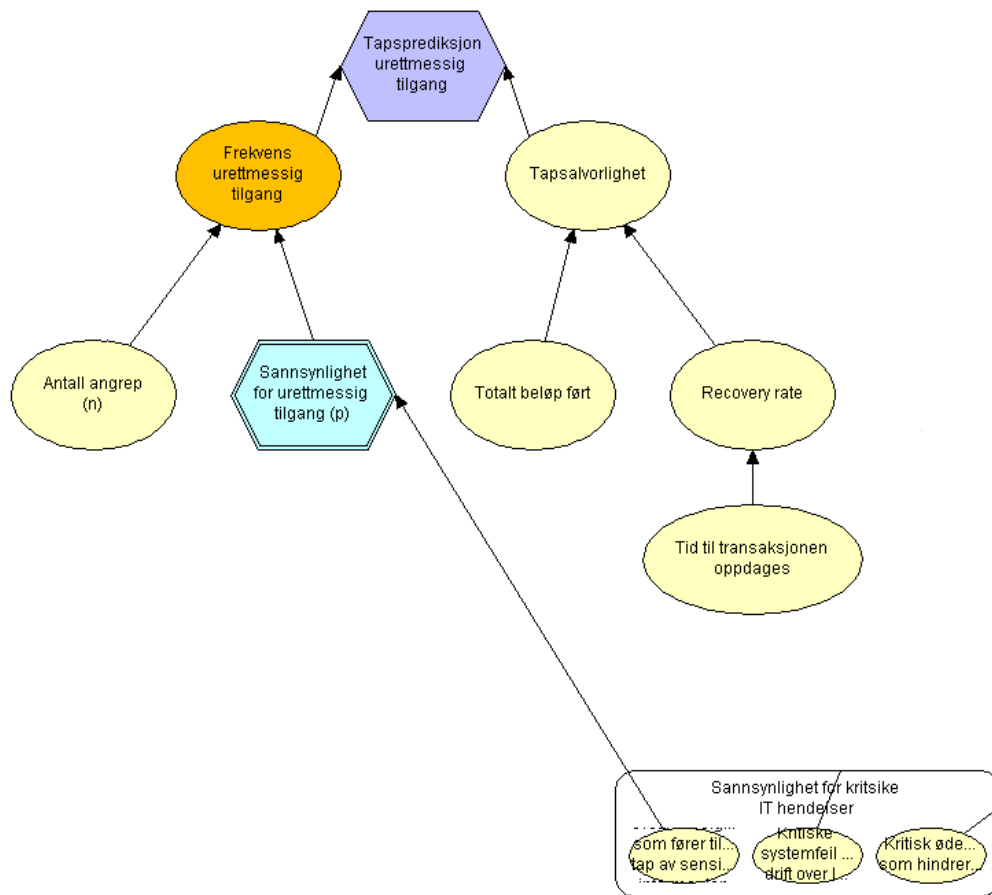 Tapsprediksjon
urettmessig
tilgang
Frekvens
urettmessig
tilgang
Tapsalvorlighet
Antall angrep
(n)
Sannsynlighet
for urettmessig
tilgang (p)
Totalt beløp ført
Recovery rate
Tid til transaksjonen
oppdages
Sannsynlighet for kritsike
IT hendelser
som fører til...
tap av sensi...
Kritiske
systemfeil ...
drift over l...
Kritisk øde...
som hindrer...